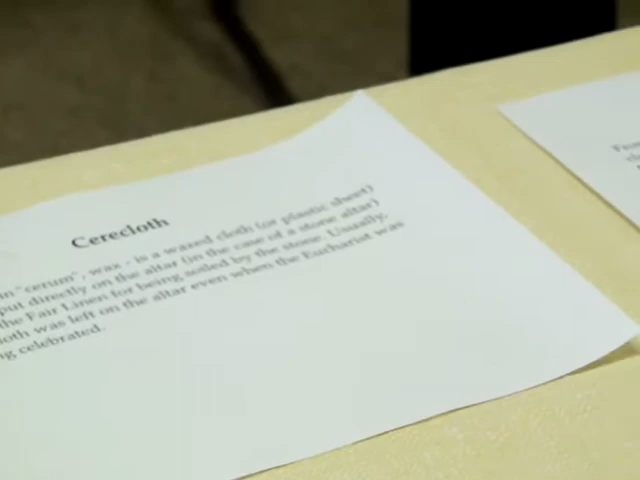 Cerecloth
"cerum", wax - is a waxed cloth (or plastic sheet)
put directly on the altar (in the case of a stone altar)
the Fair Linen for being soiled by the stone. Usually,
was left on the altar even when the Eucharist was
celebrated.